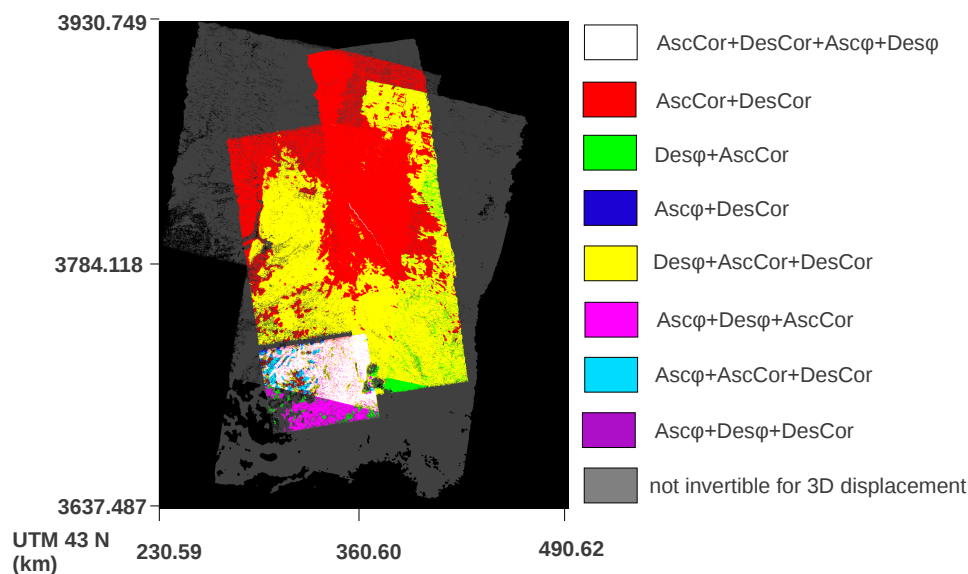 3930.749
AscCor+DesCor+Ascφ+Desφ
AscCor+DesCor
Desφ+AscCor
Ascφ+DesCor
3784.118
Desφ+AscCor+DesCor
Ascφ+Desφ+AscCor
Ascφ+AscCor+DesCor
Ascφ+Desφ+DesCor
not invertible for 3D displacement
3637.487
UTM 43 N
(km)
230.59
360.60
490.62